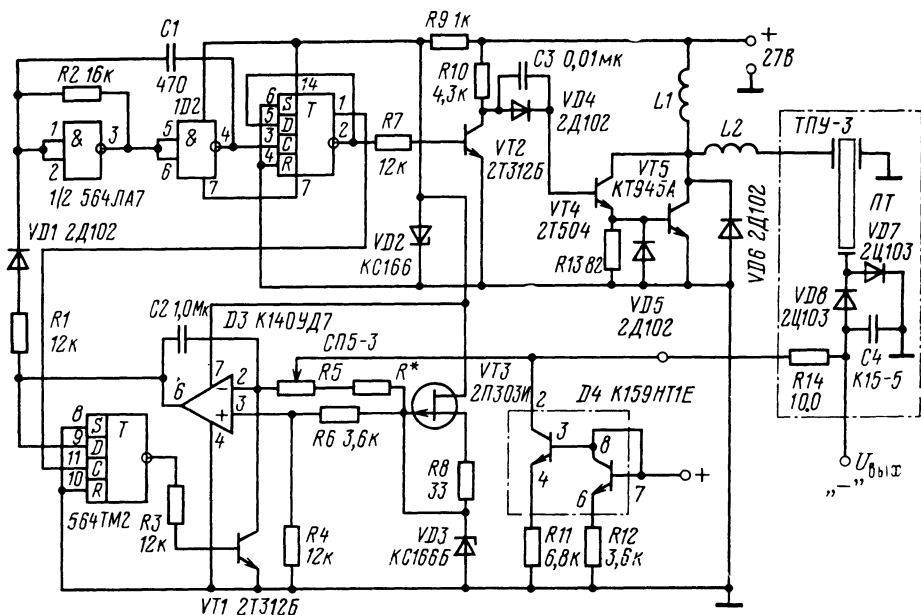 C1
470
R2 16к
1D2
&
1
2
3
&
5
6
4
7
1/2 564ЛА7
14
6 S T 1
5 D
3 C 2
4 R
7
R7
12к
R9 1к
R10
4,3к
C3 0,01мк
VD4
2Д102
VT2
2Т312Б
L1
+
27В
L2
ТПУ-3
ПТ
VT5
КТ945А
VT4
2Т504
R13 82
VD5
2Д102
VD6 2Д102
VD7
2Ц103
VD8
2Ц103
C4
К15-5
R14
10,0
Uвых
„−”
VD1 2Д102
R1
12к
VD2
КС166
C2 1,0мк
D3 К140УД7
СП5-3
R5
R*
7
2
3
6
4
−
+
R6 3,6к
VT3
2П303И
R8
33
VD3
КС166Б
D4 К159НТ1Е
2
3
8
4
6
7
+
R11
6,8к
R12
3,6к
8 S T
9 D
11 C
10 R
564ТМ2
R3
12к
R4
12к
VT1 2Т312Б